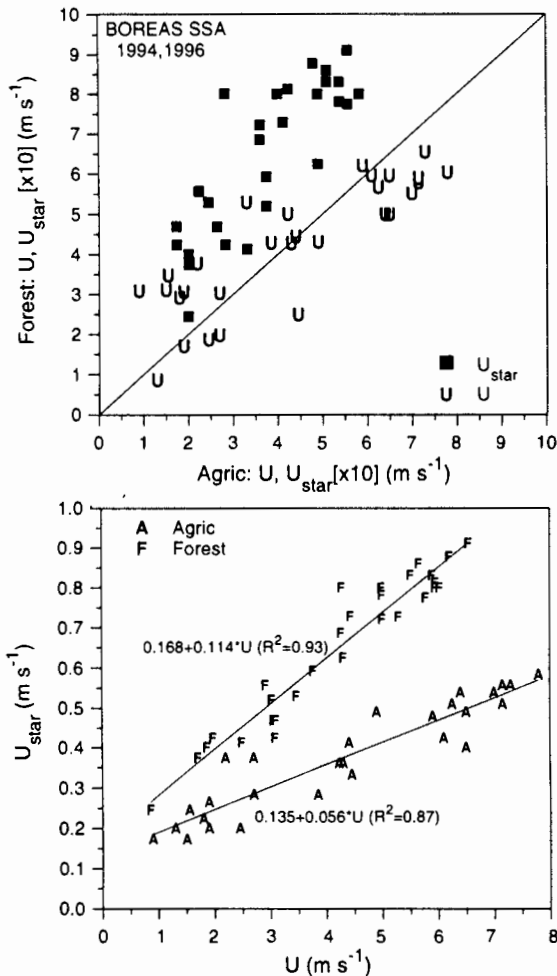 BOREAS SSA
1994,1996
10
9
8
7
6
5
4
3
2
1
0
Forest: U, U_star [x10] (m s⁻¹)
■ U_star
U U
0 1 2 3 4 5 6 7 8 9 10
Agric: U, U_star[x10] (m s⁻¹)
A Agric
F Forest
1.0
0.9
0.8
0.7
0.6
0.5
0.4
0.3
0.2
0.1
0.0
U_star (m s⁻¹)
0.168+0.114*U (R²=0.93)
0.135+0.056*U (R²=0.87)
0 1 2 3 4 5 6 7 8
U (m s⁻¹)